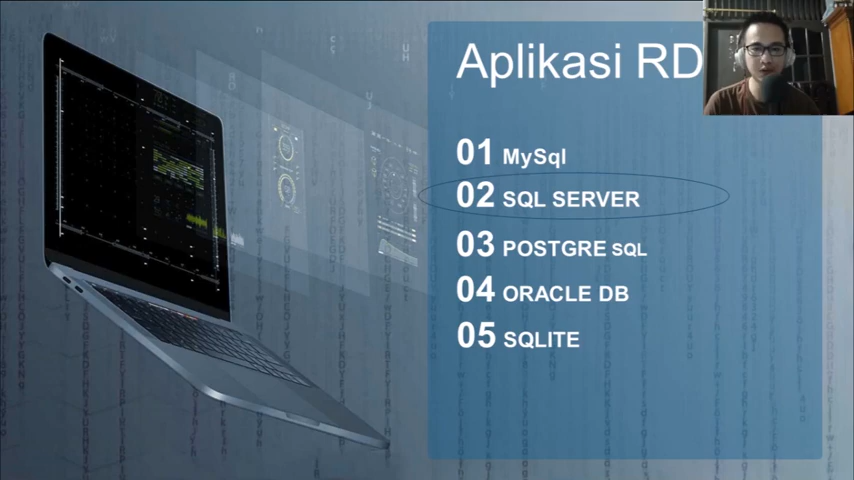 Aplikasi RD
01 MySql
02 SQL SERVER
03 POSTGRE SQL
04 ORACLE DB
05 SQLITE